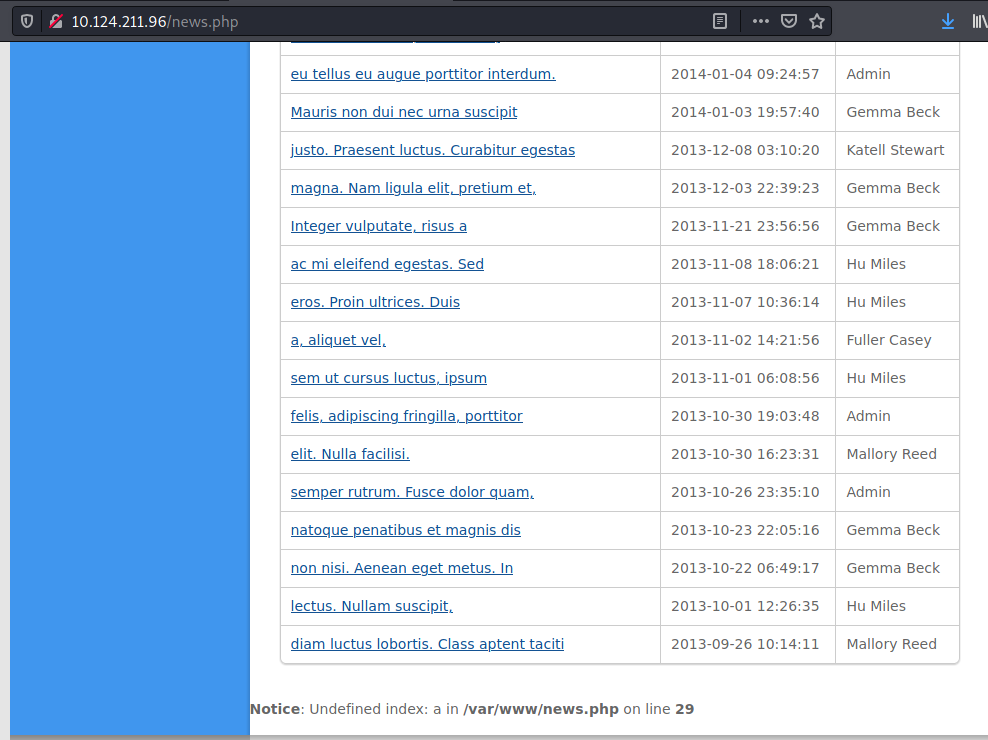 10.124.211.96/news.php
eu tellus eu augue porttitor interdum. 2014-01-04 09:24:57 Admin
Mauris non dui nec urna suscipit 2014-01-03 19:57:40 Gemma Beck
justo. Praesent luctus. Curabitur egestas 2013-12-08 03:10:20 Katell Stewart
magna. Nam ligula elit, pretium et, 2013-12-03 22:39:23 Gemma Beck
Integer vulputate, risus a 2013-11-21 23:56:56 Gemma Beck
ac mi eleifend egestas. Sed 2013-11-08 18:06:21 Hu Miles
eros. Proin ultrices. Duis 2013-11-07 10:36:14 Hu Miles
a, aliquet vel, 2013-11-02 14:21:56 Fuller Casey
sem ut cursus luctus, ipsum 2013-11-01 06:08:56 Hu Miles
felis, adipiscing fringilla, porttitor 2013-10-30 19:03:48 Admin
elit. Nulla facilisi. 2013-10-30 16:23:31 Mallory Reed
semper rutrum. Fusce dolor quam, 2013-10-26 23:35:10 Admin
natoque penatibus et magnis dis 2013-10-23 22:05:16 Gemma Beck
non nisi. Aenean eget metus. In 2013-10-22 06:49:17 Gemma Beck
lectus. Nullam suscipit, 2013-10-01 12:26:35 Hu Miles
diam luctus lobortis. Class aptent taciti 2013-09-26 10:14:11 Mallory Reed
Notice: Undefined index: a in /var/www/news.php on line 29